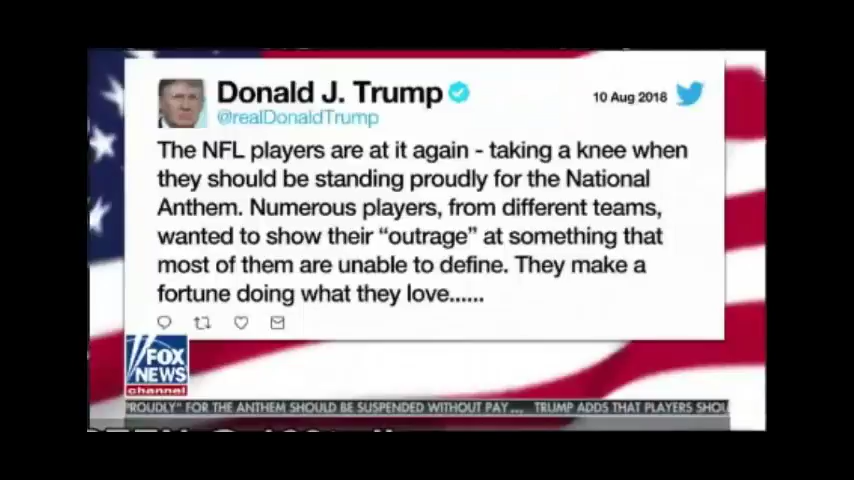 Donald J. Trump
10 Aug 2018
@realDonaldTrump
The NFL players are at it again - taking a knee when
they should be standing proudly for the National
Anthem. Numerous players, from different teams,
wanted to show their “outrage” at something that
most of them are unable to define. They make a
fortune doing what they love......
FOX
NEWS
channel
PROUDLY” FOR THE ANTHEM SHOULD BE SUSPENDED WITHOUT PAY... TRUMP ADDS THAT PLAYERS